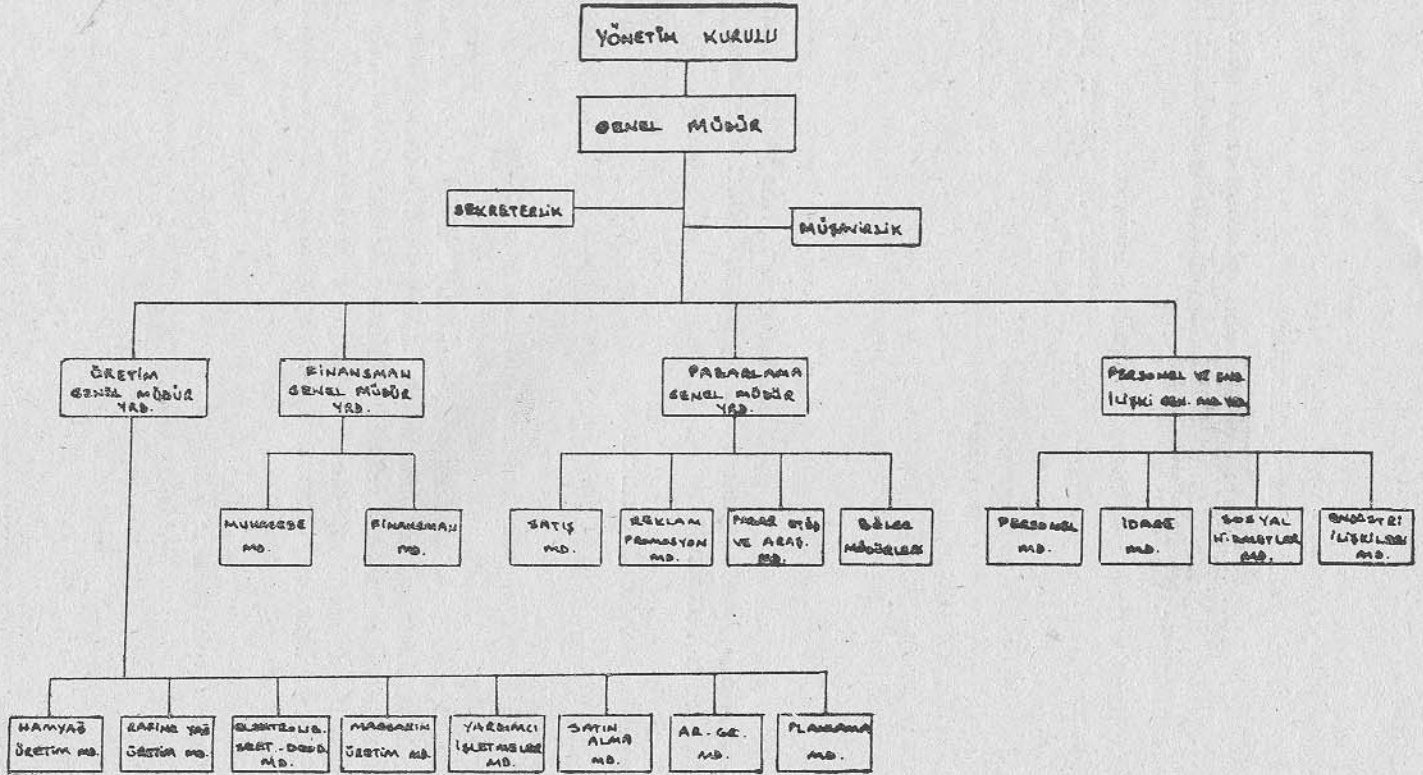 YÖNETİM KURULU
GENEL MÜDÜR
SEKRETERLİK
MÜŞAVİRLİK
ÜRETİM
GENEL MÜDÜR
YRD.
FİNANSMAN
GENEL MÜDÜR
YRD.
PAZARLAMA
GENEL MÜDÜR
YRD.
PERSONEL VE END.
İLİŞKİ GEN. MD. YRD.
MUHASEBE
MD.
FİNANSMAN
MD.
SATIŞ
MD.
REKLAM
PROMOSYON
MD.
PAZAR ETÜD
VE ARAŞ.
MD.
BÖLGE
MÜDÜRLERİ
PERSONEL
MD.
İDARE
MD.
SOSYAL
HİZMETLER
MD.
ENDÜSTRİ
İLİŞKİLERİ
MD.
HAMYAĞ
ÜRETİM MD.
RAFİNE YAĞ
ÜRETİM MD.
ÜRET.
MD.
MARGARİN
ÜRETİM MD.
YARDIMCI
İŞLETMELER
MD.
SATIN
ALMA
MD.
AR. GE.
MD.
PLANLAMA
MD.